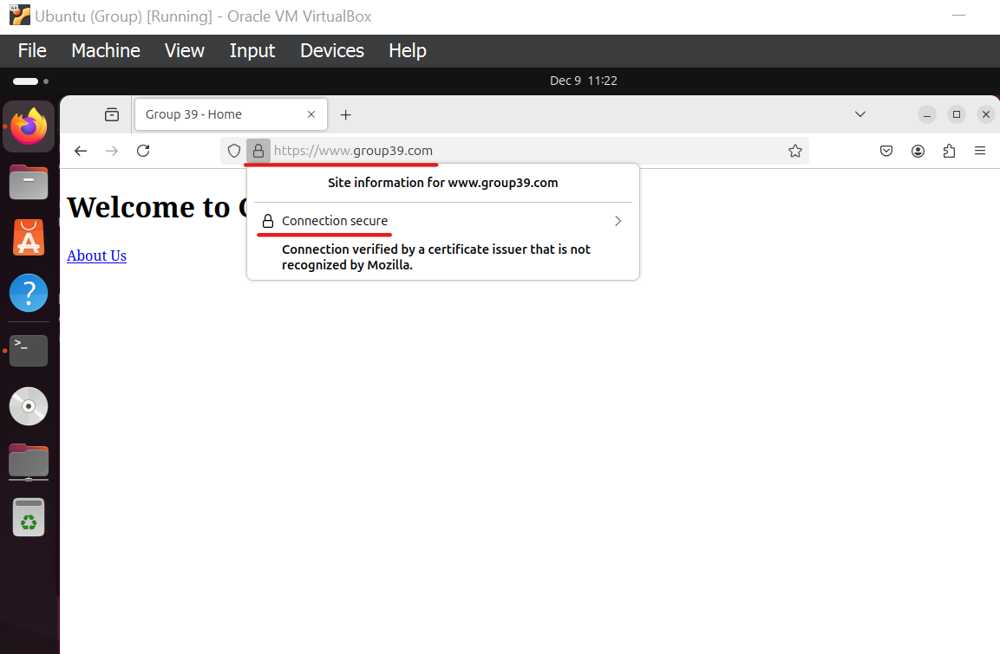 Ubuntu (Group) [Running] - Oracle VM VirtualBox
File Machine View Input Devices Help
Dec 9 11:22
Group 39 - Home
https://www.group39.com
Site information for www.group39.com
Welcome to
Connection secure
Connection verified by a certificate issuer that is not
recognized by Mozilla.
About Us